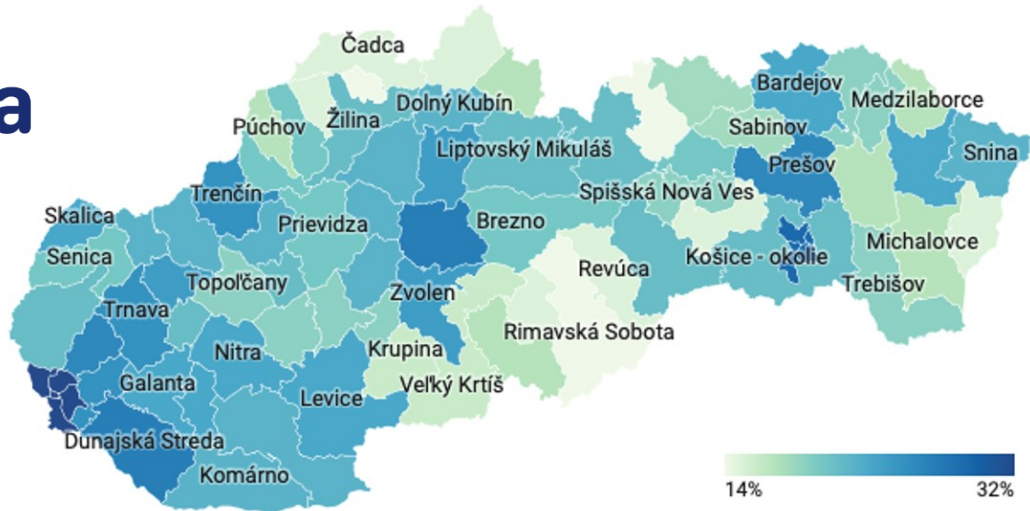 a
Čadca
Bardejov
Dolný Kubín
Medzilaborce
Púchov
Žilina
Sabinov
Liptovský Mikuláš
Snina
Prešov
Trenčín
Spišská Nová Ves
Skalica
Prievidza
Brezno
Senica
Košice - okolie
Michalovce
Revúca
Topoľčany
Trebišov
Zvolen
Trnava
Rimavská Sobota
Nitra
Krupina
Galanta
Veľký Krtíš
Levice
Dunajská Streda
Komárno
14%
32%